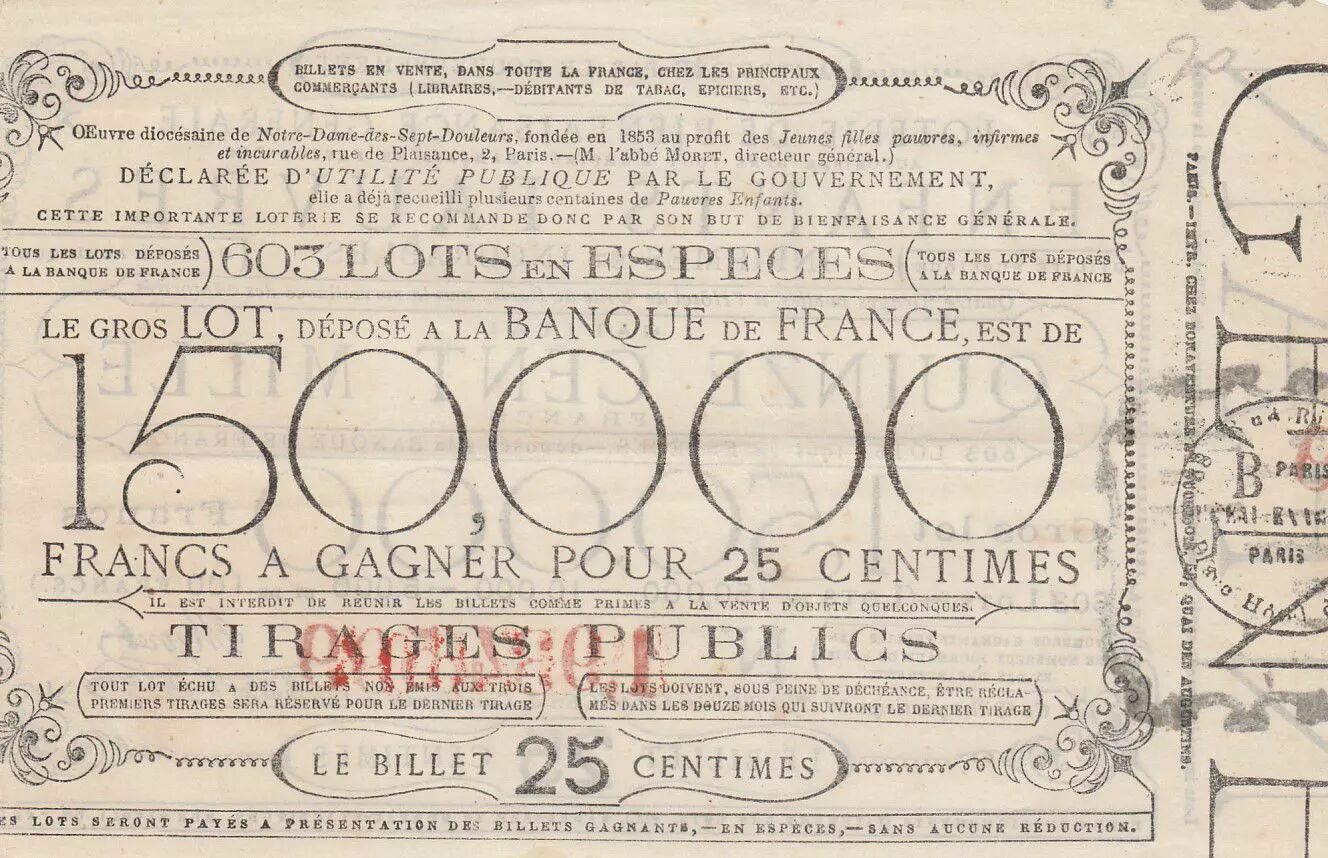 BILLETS EN VENTE, DANS TOUTE LA FRANCE, CHEZ LES PRINCIPAUX
COMMERÇANTS (LIBRAIRES,—DÉBITANTS DE TABAC, EPICIERS, ETC.)
OEuvre diocésaine de Notre-Dame-des-Sept-Douleurs, fondée en 1853 au profit des Jeunes filles pauvres, infirmes
et incurables, rue de Plaisance, 2, Paris.—(M. l'abbé MORET, directeur général.)
DÉCLARÉE D'UTILITÉ PUBLIQUE PAR LE GOUVERNEMENT,
elle a déjà recueilli plusieurs centaines de Pauvres Enfants.
CETTE IMPORTANTE LOTERIE SE RECOMMANDE DONC PAR SON BUT DE BIENFAISANCE GÉNÉRALE.
TOUS LES LOTS DÉPOSÉS
A LA BANQUE DE FRANCE
603 LOTS EN ESPECES
TOUS LES LOTS DÉPOSÉS
A LA BANQUE DE FRANCE
LE GROS LOT, DÉPOSÉ A LA BANQUE DE FRANCE, EST DE
150,000
FRANCS A GAGNER POUR 25 CENTIMES
IL EST INTERDIT DE REUNIR LES BILLETS COMME PRIMES A LA VENTE D'OBJETS QUELCONQUES.
TIRAGES PUBLICS
TOUT LOT ÉCHU A DES BILLETS NON EMIS AUX TROIS
PREMIERS TIRAGES SERA RÉSERVÉ POUR LE DERNIER TIRAGE
LES LOTS DOIVENT, SOUS PEINE DE DÉCHÉANCE, ÊTRE RÉCLA-
MÉS DANS LES DOUZE MOIS QUI SUIVRONT LE DERNIER TIRAGE
LE BILLET 25 CENTIMES
LOTS SERONT PAYÉS A PRÉSENTATION DES BILLETS GAGNANTS,—EN ESPÈCES,—SANS AUCUNE RÉDUCTION.
PARIS.—IMPR. CHEZ BONAVENTURE QUAI DES AUGUSTINS.
B PARIS
PARIS